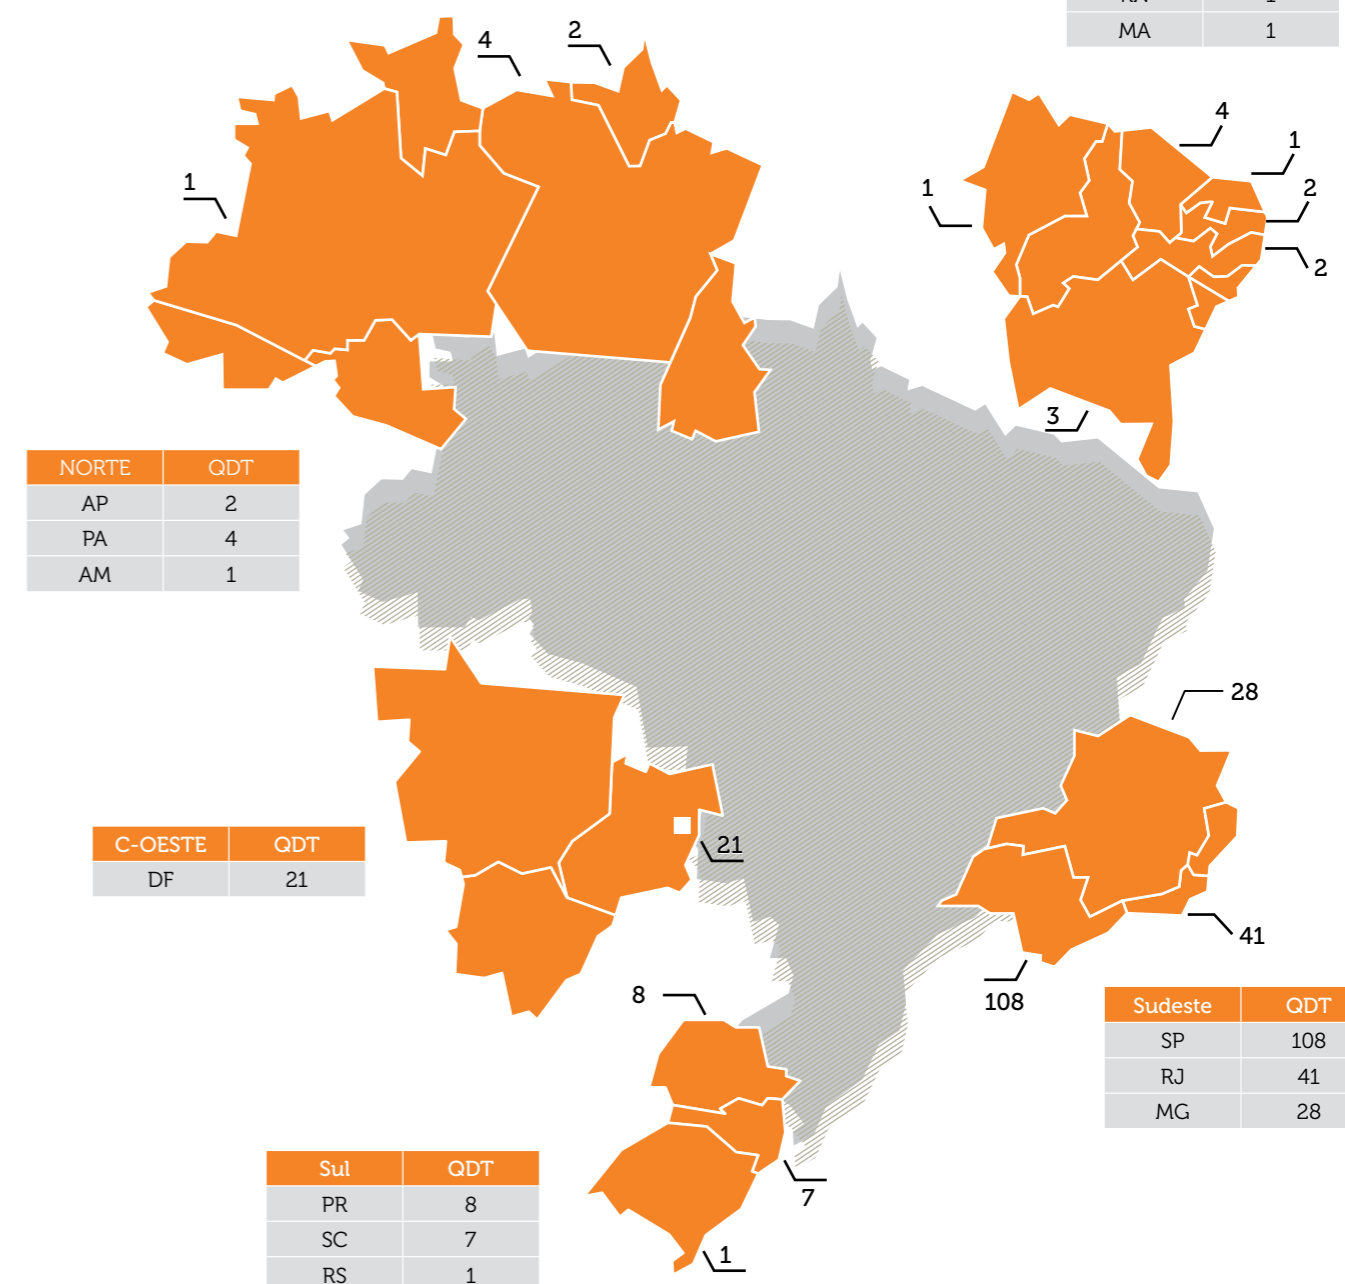 1
MA 1
4
2
1
4
1
2
2
1
3
NORTE QDT
AP 2
PA 4
AM 1
28
21
C-OESTE QDT
DF 21
41
108
8
Sudeste QDT
SP 108
RJ 41
MG 28
7
1
Sul QDT
PR 8
SC 7
RS 1